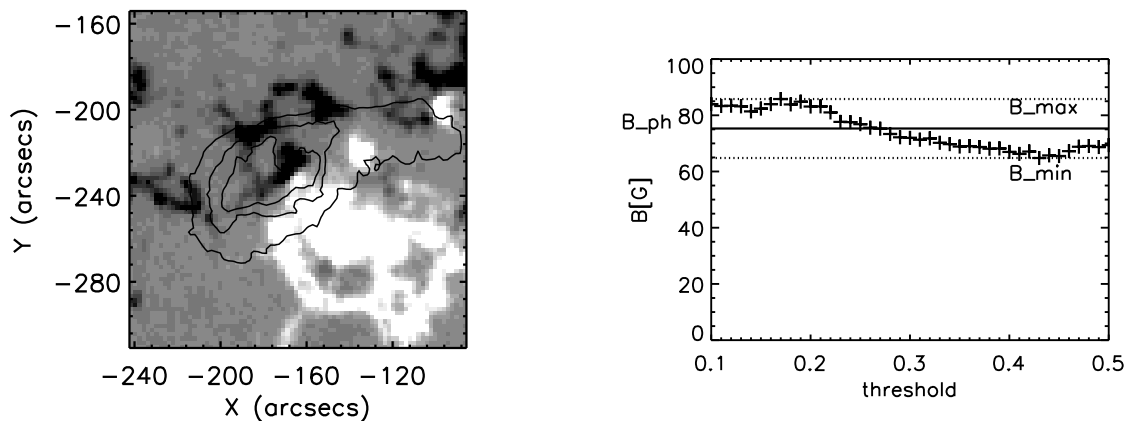 −160
−200
−240
−280
Y (arcsecs)
−240 −200 −160 −120
X (arcsecs)
100
80
60
40
20
0
B_ph
B[G]
B_max
B_min
0.1 0.2 0.3 0.4 0.5
threshold